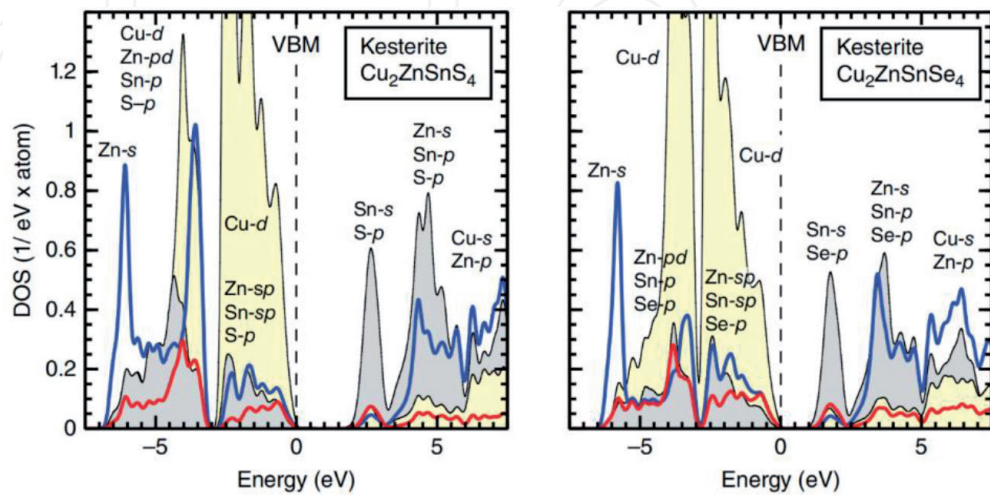 DOS (1/ eV x atom)
1.2
1
0.8
0.6
0.4
0.2
0
Cu-d
Zn-pd
Sn-p
S–p
Zn-s
VBM
Kesterite
Cu₂ZnSnS₄
Cu-d
Zn-sp
Sn-sp
S-p
Sn-s
S-p
Zn-s
Sn-p
S-p
Cu-s
Zn-p
−5
0
5
Energy (eV)
Cu-d
VBM
Kesterite
Cu₂ZnSnSe₄
Zn-s
Cu-d
Zn-pd
Sn-p
Se-p
Zn-sp
Sn-sp
Se-p
Sn-s
Se-p
Zn-s
Sn-p
Se-p
Cu-s
Zn-p
−5
0
5
Energy (eV)